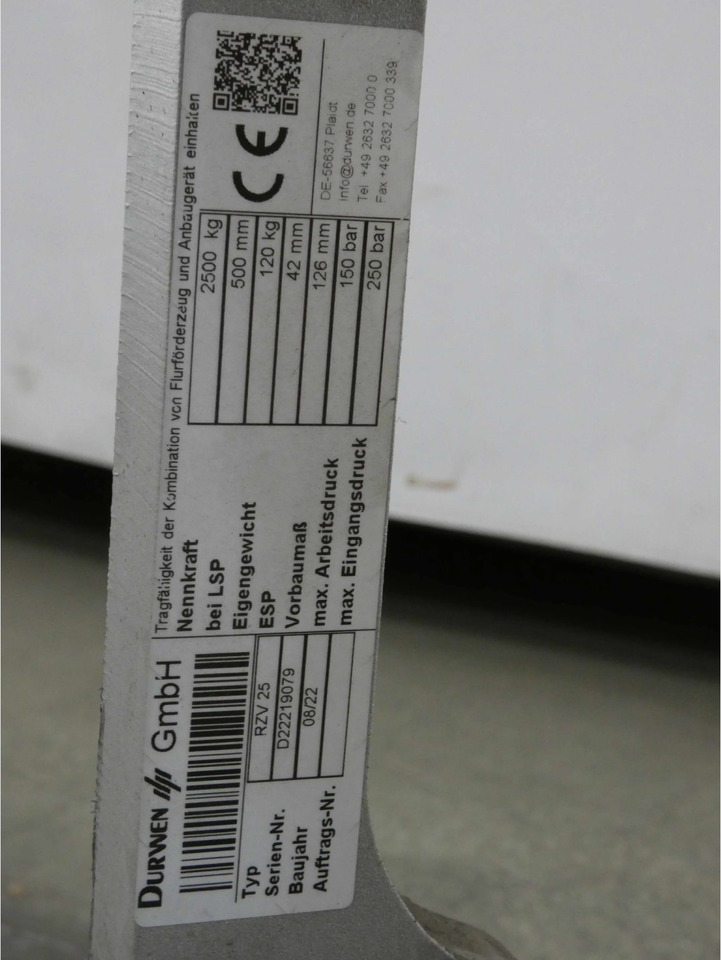 DURWEN GmbH
Typ RZV 25
Serien-Nr. D22219079
Baujahr 08/22
Auftrags-Nr.
Tragfähigkeit der Kombination von Flurförderzeug und Anbaugerät einhalten
Nennkraft 2500 kg
bei LSP 500 mm
Eigengewicht 120 kg
ESP 42 mm
Vorbaumaß 126 mm
max. Arbeitsdruck 150 bar
max. Eingangsdruck 250 bar
CE
DE-56637 Plaidt
Info@durwen.de
Tel +49 2632 7000 0
Fax +49 2632 7000 339